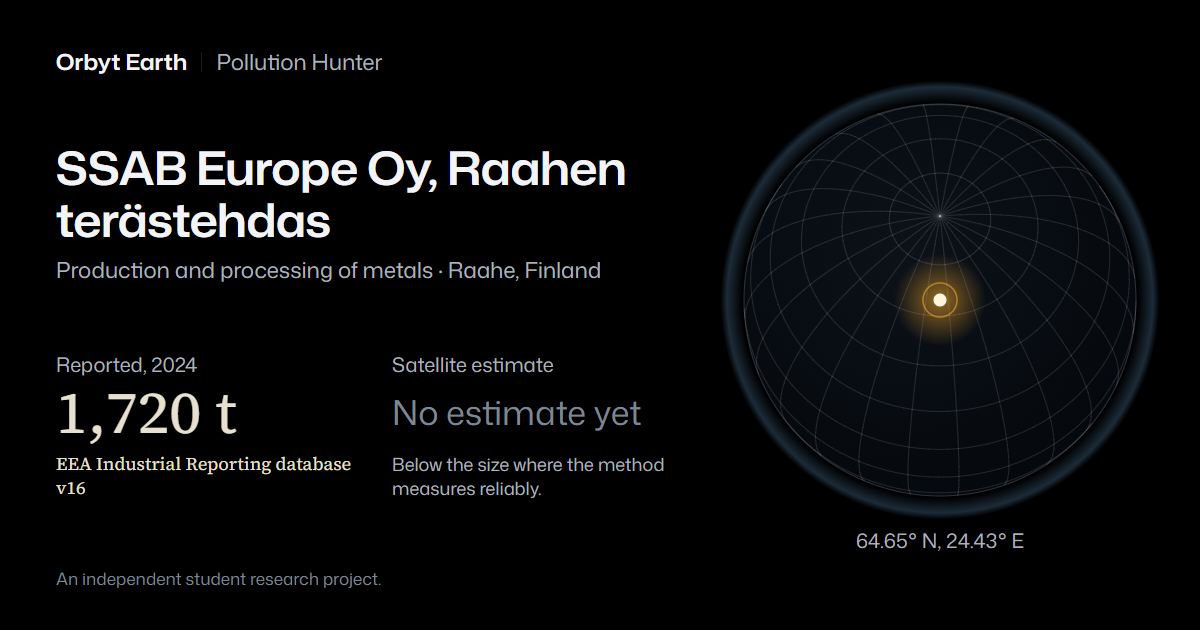 Orbyt Earth | Pollution Hunter
SSAB Europe Oy, Raahen
terästehdas
Production and processing of metals · Raahe, Finland
Reported, 2024
1,720 t
EEA Industrial Reporting database
v16
Satellite estimate
No estimate yet
Below the size where the method
measures reliably.
64.65° N, 24.43° E
An independent student research project.